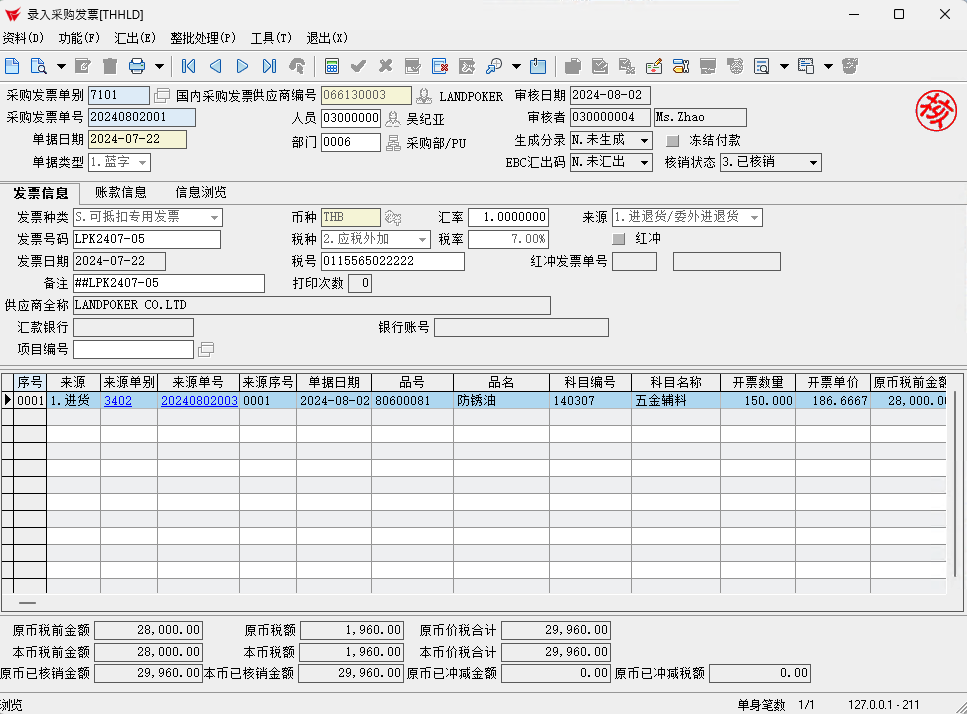 录入采购发票[THHLD]
资料(D) 功能(F) 汇出(E) 整批处理(P) 工具(T) 退出(X)
采购发票单别 7101 国内采购发票 供应商编号 066130003 LANDPOKER 审核日期 2024-08-02
采购发票单号 20240802001 人员 03000000 吴纪亚 审核者 030000004 Ms.Zhao
单据日期 2024-07-22 部门 0006 采购部/PU 生成分录 N.未生成 冻结付款
单据类型 1.蓝字 EBC汇出码 N.未汇出 核销状态 3.已核销
核
发票信息 账款信息 信息浏览
发票种类 S.可抵扣专用发票 币种 THB 汇率 1.0000000 来源 1.进退货/委外进退货
发票号码 LPK2407-05 税种 2.应税外加 税率 7.00% 红冲
发票日期 2024-07-22 税号 0115565022222 红冲发票单号
备注 ##LPK2407-05 打印次数 0
供应商全称 LANDPOKER CO.LTD
汇款银行 银行账号
项目编号
序号 来源 来源单别 来源单号 来源序号 单据日期 品号 品名 科目编号 科目名称 开票数量 开票单价 原币税前金额
0001 1.进货 3402 20240802003 0001 2024-08-02 80600081 防锈油 140307 五金辅料 150.000 186.6667 28,000.00
原币税前金额 28,000.00 原币税额 1,960.00 原币价税合计 29,960.00
本币税前金额 28,000.00 本币税额 1,960.00 本币价税合计 29,960.00
原币已核销金额 29,960.00 本币已核销金额 29,960.00 原币已冲减金额 0.00 原币已冲减税额 0.00
浏览 单身笔数 1/1 127.0.0.1 - 211